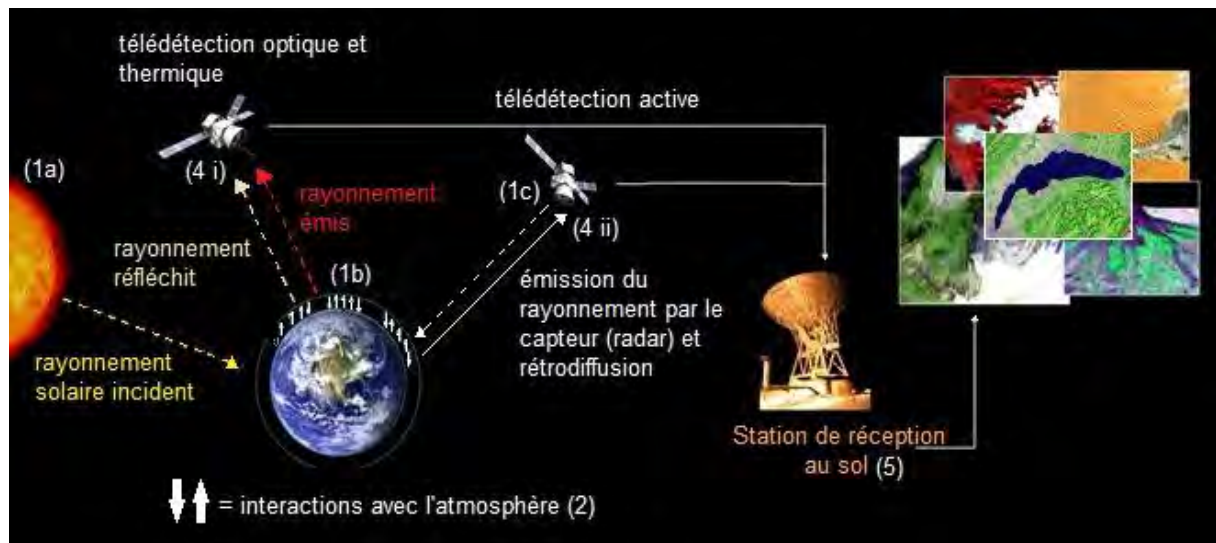 télédétection optique et
thermique
télédétection active
(1a)
(4 i)
(1c)
rayonnement
émis
(4 ii)
rayonnement
réfléchit
(1b)
émission du
rayonnement par le
capteur (radar) et
rétrodiffusion
rayonnement
solaire incident
Station de réception
au sol (5)
= interactions avec l'atmosphère (2)